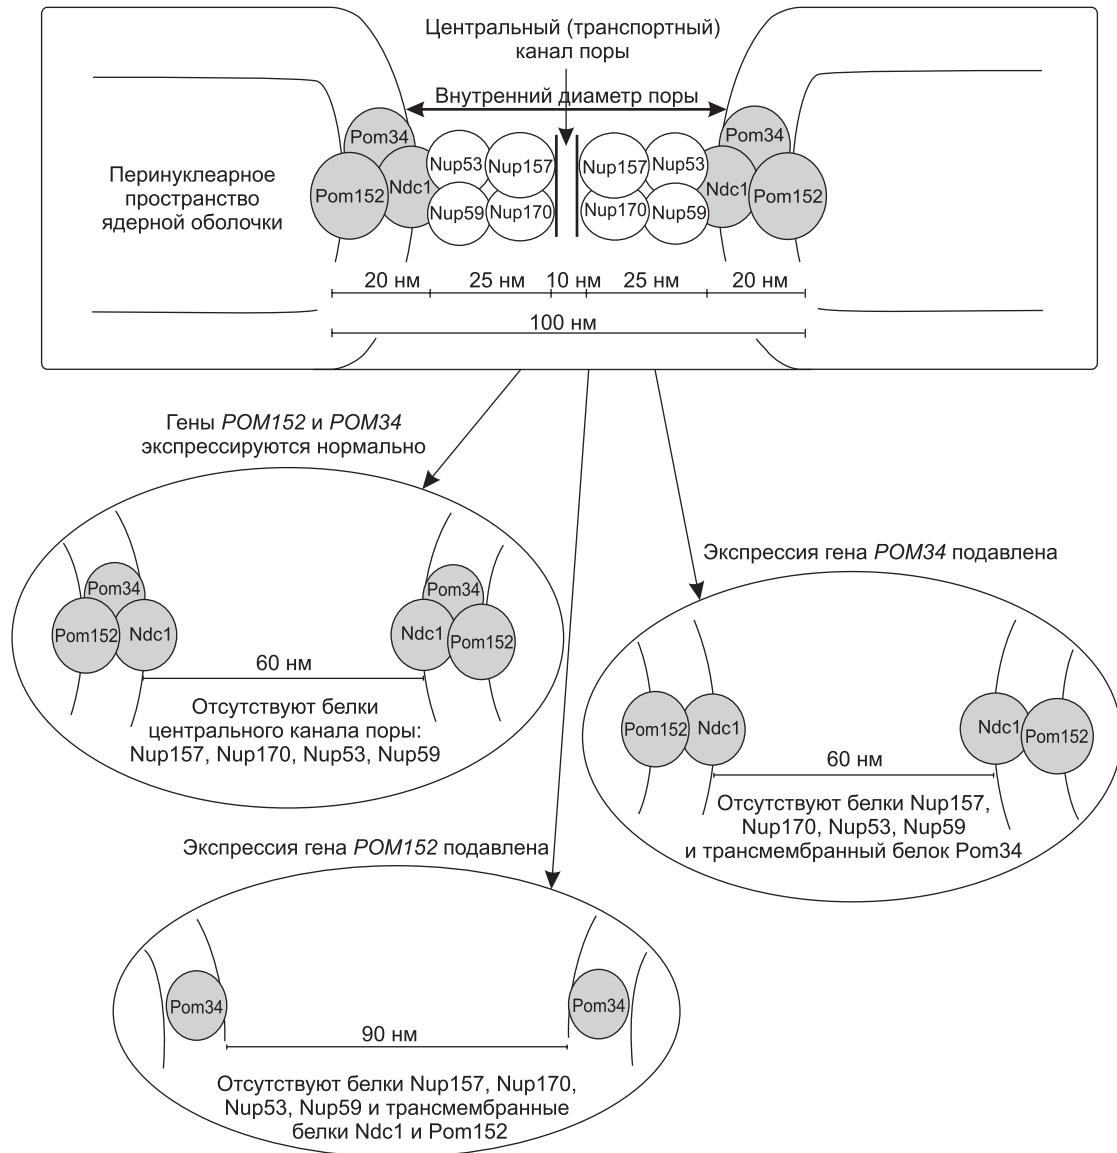 Центральный (транспортный)
канал поры
Внутренний диаметр поры
Pom34
Pom34
Nup53
Nup157
Nup157
Nup53
Перинуклеарное
пространство
ядерной оболочки
Pom152
Ndc1
Nup59
Nup170
Nup170
Nup59
Ndc1
Pom152
20 нм
25 нм
10 нм
25 нм
20 нм
100 нм
Гены POM152 и POM34
экспрессируются нормально
Pom34
Pom34
Pom152
Ndc1
Ndc1
Pom152
60 нм
Отсутствуют белки
центрального канала поры:
Nup157, Nup170, Nup53, Nup59
Экспрессия гена POM34 подавлена
Pom152
Ndc1
Ndc1
Pom152
60 нм
Отсутствуют белки Nup157,
Nup170, Nup53, Nup59
и трансмембранный белок Pom34
Экспрессия гена POM152 подавлена
Pom34
Pom34
90 нм
Отсутствуют белки Nup157, Nup170,
Nup53, Nup59 и трансмембранные
белки Ndc1 и Pom152